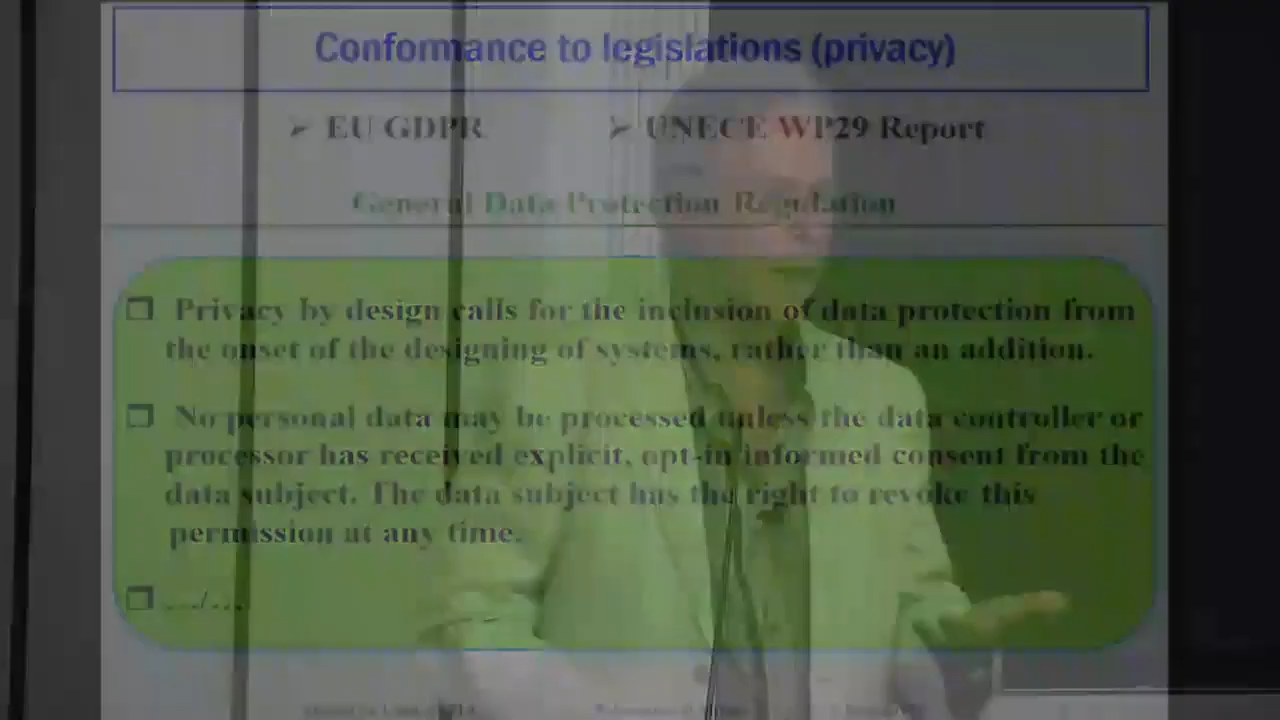 Conformance to legislations (privacy)
➢ EU GDPR ➢ UNECE WP29 Report
General Data Protection Regulation
❐ Privacy by design calls for the inclusion of data protection from
the onset of the designing of systems, rather than an addition.
❐ No personal data may be processed unless the data controller or
processor has received explicit, opt-in informed consent from the
data subject. The data subject has the right to revoke this
permission at any time.